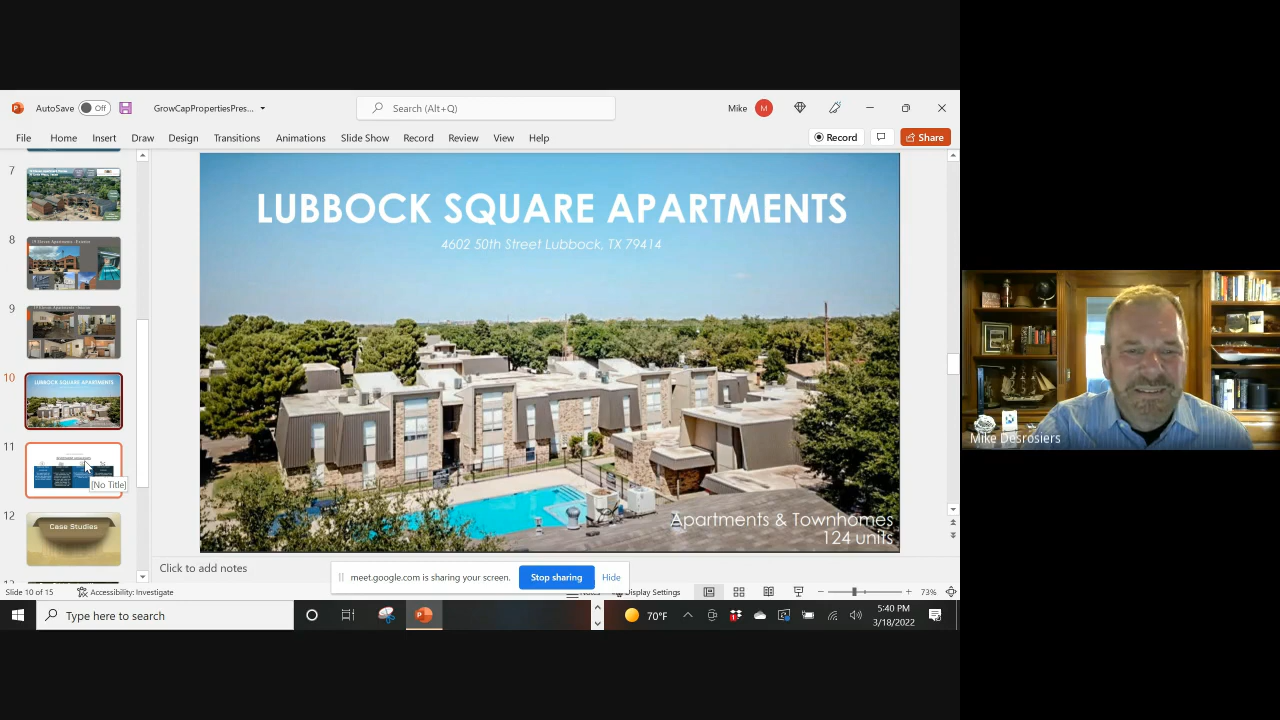 AutoSave
Off
GrowCapPropertiesPres...
Search (Alt+Q)
Mike
M
File
Home
Insert
Draw
Design
Transitions
Animations
Slide Show
Record
Review
View
Help
Record
Share
7
8
9
10
LUBBOCK SQUARE APARTMENTS
11
[No Title]
12
Case Studies
LUBBOCK SQUARE APARTMENTS
4602 50th Street Lubbock, TX 79414
Apartments & Townhomes
124 units
Click to add notes
meet.google.com is sharing your screen.
Stop sharing
Hide
Slide 10 of 15
Accessibility: Investigate
Display Settings
73%
Type here to search
70°F
5:40 PM
3/18/2022
Mike Desrosiers